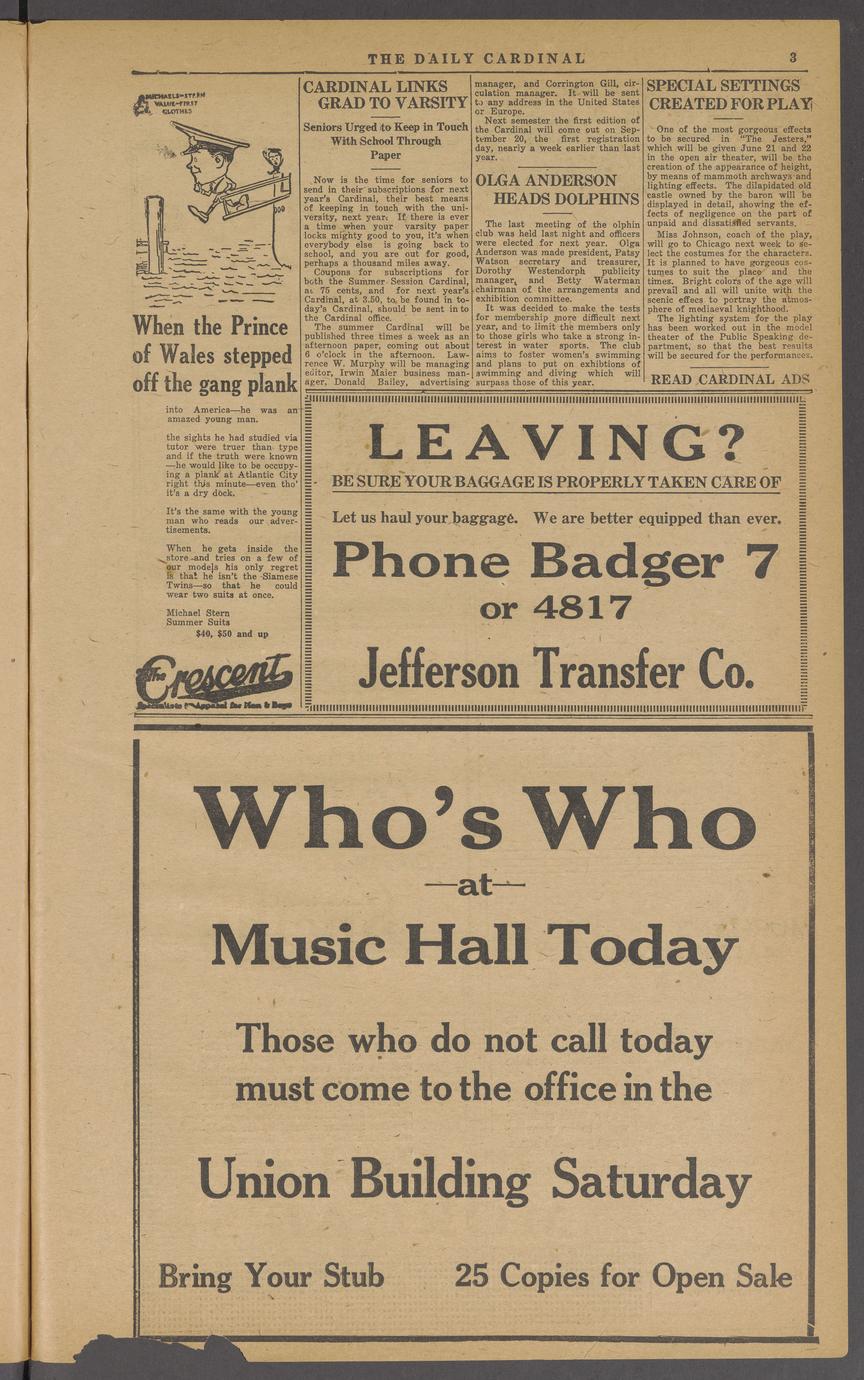 THE DAILY CARDINAL
3
MICHAELS-STERN
VALUE-FIRST
CLOTHES
When the Prince
of Wales stepped
off the gang plank
into America—he was an
amazed young man.
the sights he had studied via
tutor were truer than type
and if the truth were known
—he would like to be occupy-
ing a plank at Atlantic City
right this minute—even tho'
it's a dry dock.
It's the same with the young
man who reads our adver-
tisements.
When he gets inside the
store and tries on a few of
our models his only regret
is that he isn't the Siamese
Twins—so that he could
wear two suits at once.
Michael Stern
Summer Suits
$40, $50 and up
The Crescent
Specialists in Apparel for Men & Boys
CARDINAL LINKS
GRAD TO VARSITY
Seniors Urged to Keep in Touch
With School Through
Paper
Now is the time for seniors to
send in their subscriptions for next
year's Cardinal, their best means
of keeping in touch with the uni-
versity, next year. If there is ever
a time when your varsity paper
looks mighty good to you, it's when
everybody else is going back to
school, and you are out for good,
perhaps a thousand miles away.
Coupons for subscriptions for
both the Summer Session Cardinal,
at 75 cents, and for next year's
Cardinal, at 3.50, to be found in to-
day's Cardinal, should be sent in to
the Cardinal office.
The summer Cardinal will be
published three times a week as an
afternoon paper, coming out about
6 o'clock in the afternoon. Law-
rence W. Murphy will be managing
editor, Irwin Maier business man-
ager, Donald Bailey, advertising
manager, and Corrington Gill, cir-
culation manager. It will be sent
to any address in the United States
or Europe.
Next semester the first edition of
the Cardinal will come out on Sep-
tember 20, the first registration
day, nearly a week earlier than last
year.
OLGA ANDERSON
HEADS DOLPHINS
The last meeting of the olphin
club was held last night and officers
were elected for next year. Olga
Anderson was made president, Patsy
Watson secretary and treasurer,
Dorothy Westendorph publicity
manager, and Betty Waterman
chairman of the arrangements and
exhibition committee.
It was decided to make the tests
for membership more difficult next
year, and to limit the members only
to those girls who take a strong in-
terest in water sports. The club
aims to foster women's swimming
and plans to put on exhibtions of
swimming and diving which will
surpass those of this year.
SPECIAL SETTINGS
CREATED FOR PLAY
One of the most gorgeous effects
to be secured in "The Jesters,"
which will be given June 21 and 22
in the open air theater, will be the
creation of the appearance of height,
by means of mammoth archways and
lighting effects. The dilapidated old
castle owned by the baron will be
displayed in detail, showing the ef-
fects of negligence on the part of
unpaid and dissatisfied servants.
Miss Johnson, coach of the play,
will go to Chicago next week to se-
lect the costumes for the characters.
It is planned to have gorgeous cos-
tumes to suit the place and the
times. Bright colors of the age will
prevail and all will unite with the
scenic effecs to portray the atmos-
phere of mediaeval knighthood.
The lighting system for the play
has been worked out in the model
theater of the Public Speaking de-
partment, so that the best results
will be secured for the performances.
READ CARDINAL ADS
LEAVING?
BE SURE YOUR BAGGAGE IS PROPERLY TAKEN CARE OF
Let us haul your baggage. We are better equipped than ever.
Phone Badger 7
or 4817
Jefferson Transfer Co.
Who's Who
—at—
Music Hall Today
Those who do not call today
must come to the office in the
Union Building Saturday
Bring Your Stub 25 Copies for Open Sale